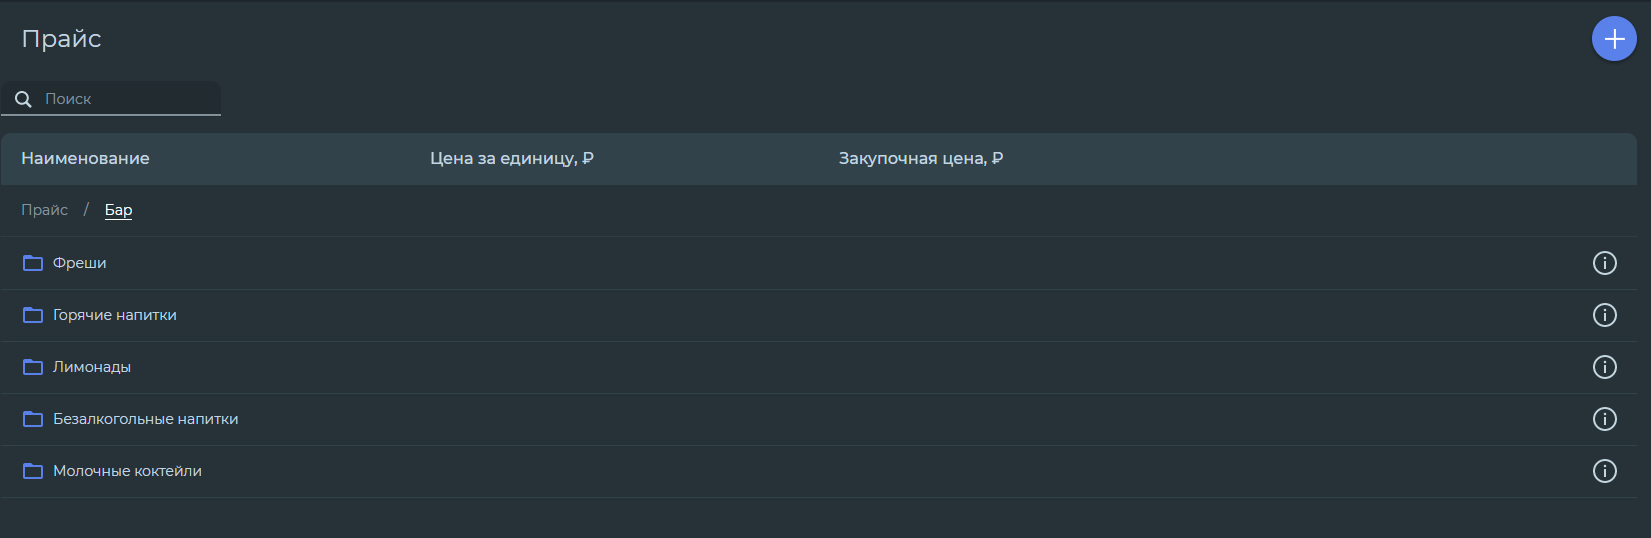 Прайс
Поиск
Наименование Цена за единицу, ₽ Закупочная цена, ₽
Прайс / Бар
Фреши
Горячие напитки
Лимонады
Безалкогольные напитки
Молочные коктейли